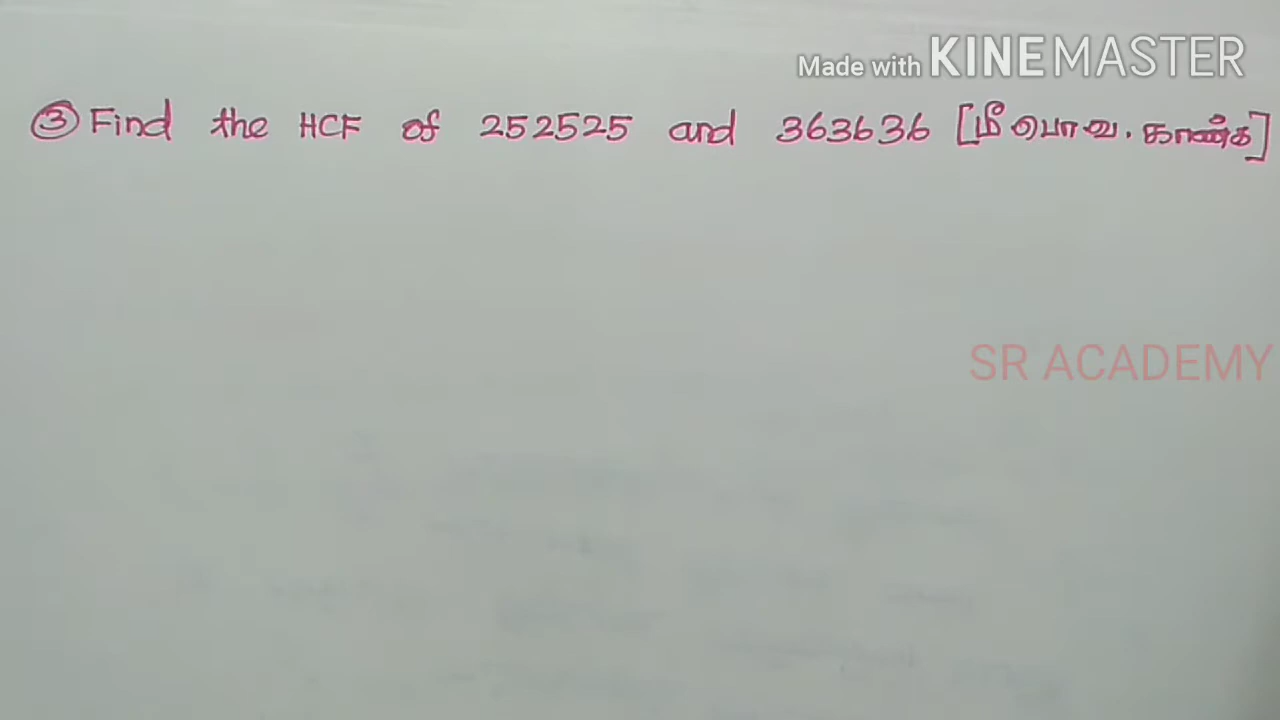 Made with KINEMASTER
③ Find the HCF of 252525 and 363636 [மீ பொ வ. காண்க]
SR ACADEMY